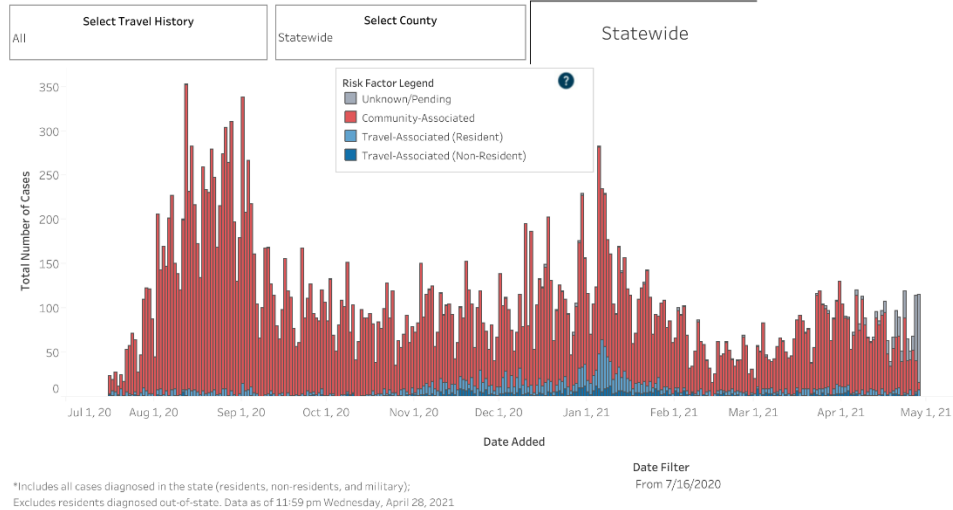 Select Travel History
All
Select County
Statewide
Statewide
Risk Factor Legend
?
Unknown/Pending
Community-Associated
Travel-Associated (Resident)
Travel-Associated (Non-Resident)
Total Number of Cases
350
300
250
200
150
100
50
0
Jul 1, 20 Aug 1, 20 Sep 1, 20 Oct 1, 20 Nov 1, 20 Dec 1, 20 Jan 1, 21 Feb 1, 21 Mar 1, 21 Apr 1, 21 May 1, 21
Date Added
Date Filter
From 7/16/2020
*Includes all cases diagnosed in the state (residents, non-residents, and military);
Excludes residents diagnosed out-of-state. Data as of 11:59 pm Wednesday, April 28, 2021